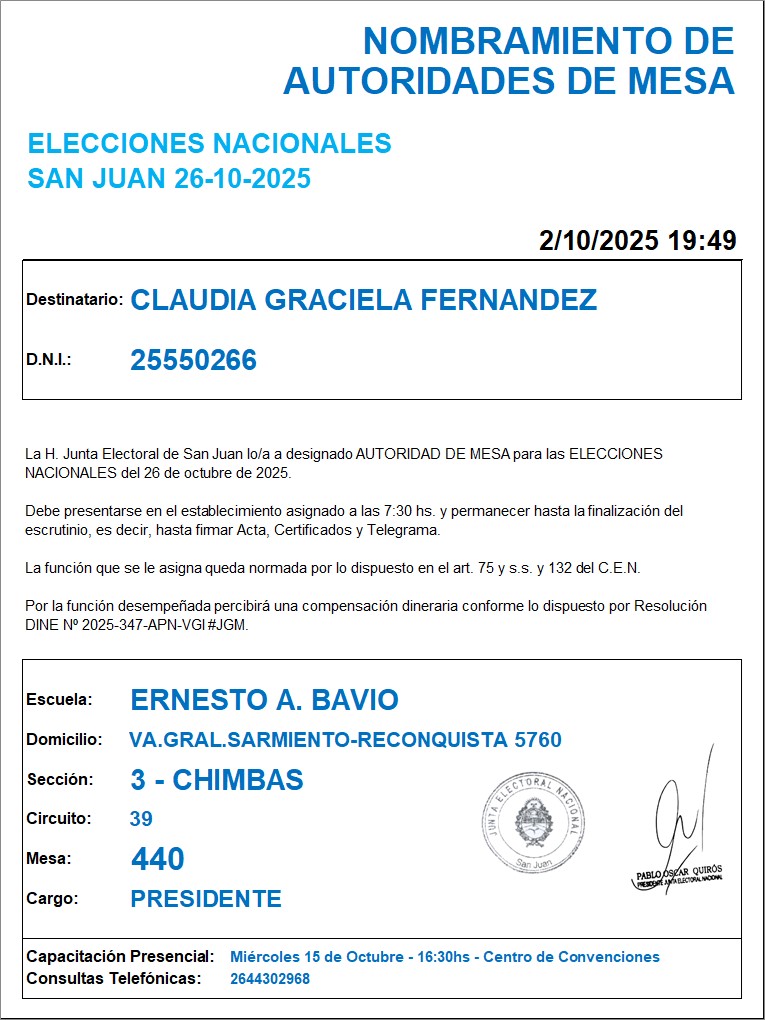 NOMBRAMIENTO DE
AUTORIDADES DE MESA
ELECCIONES NACIONALES
SAN JUAN 26-10-2025
2/10/2025 19:49
Destinatario: CLAUDIA GRACIELA FERNANDEZ
D.N.I.: 25550266
La H. Junta Electoral de San Juan lo/a a designado AUTORIDAD DE MESA para las ELECCIONES
NACIONALES del 26 de octubre de 2025.
Debe presentarse en el establecimiento asignado a las 7:30 hs. y permanecer hasta la finalización del
escrutinio, es decir, hasta firmar Acta, Certificados y Telegrama.
La función que se le asigna queda normada por lo dispuesto en el art. 75 y s.s. y 132 del C.E.N.
Por la función desempeñada percibirá una compensación dineraria conforme lo dispuesto por Resolución
DINE Nº 2025-347-APN-VGI#JGM.
Escuela: ERNESTO A. BAVIO
Domicilio: VA.GRAL.SARMIENTO-RECONQUISTA 5760
Sección: 3 - CHIMBAS
Circuito: 39
Mesa: 440
Cargo: PRESIDENTE
JUNTA ELECTORAL NACIONAL
San Juan
PABLO OSCAR QUIRÓS
PRESIDENTE JUNTA ELECTORAL NACIONAL
Capacitación Presencial: Miércoles 15 de Octubre - 16:30hs - Centro de Convenciones
Consultas Telefónicas: 2644302968